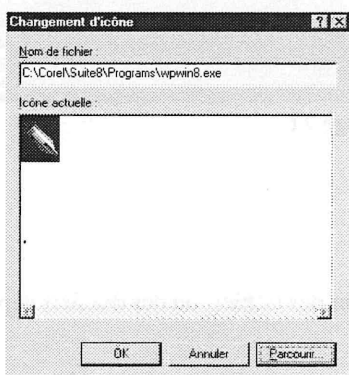 Changement d'icône
Nom de fichier :
C:\Corel\Suite8\Programs\wpwin8.exe
Icône actuelle :
OK Annuler Parcourir...